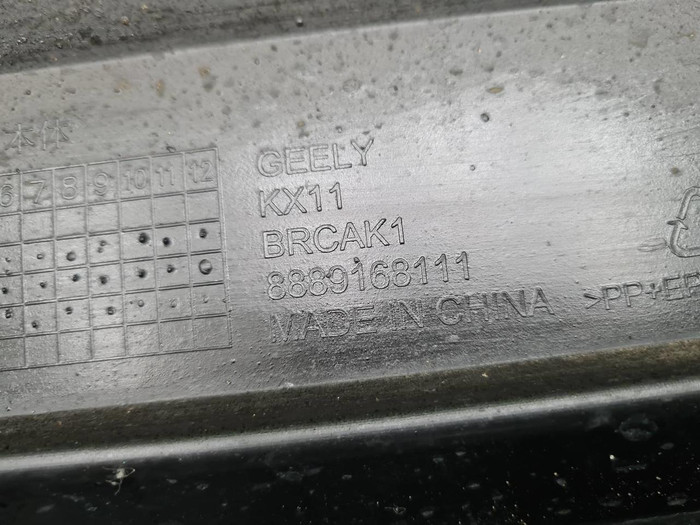 6 7 8 9 10 11 12
GEELY
KX11
BRCAK1
8889168111
MADE IN CHINA >PP+EP